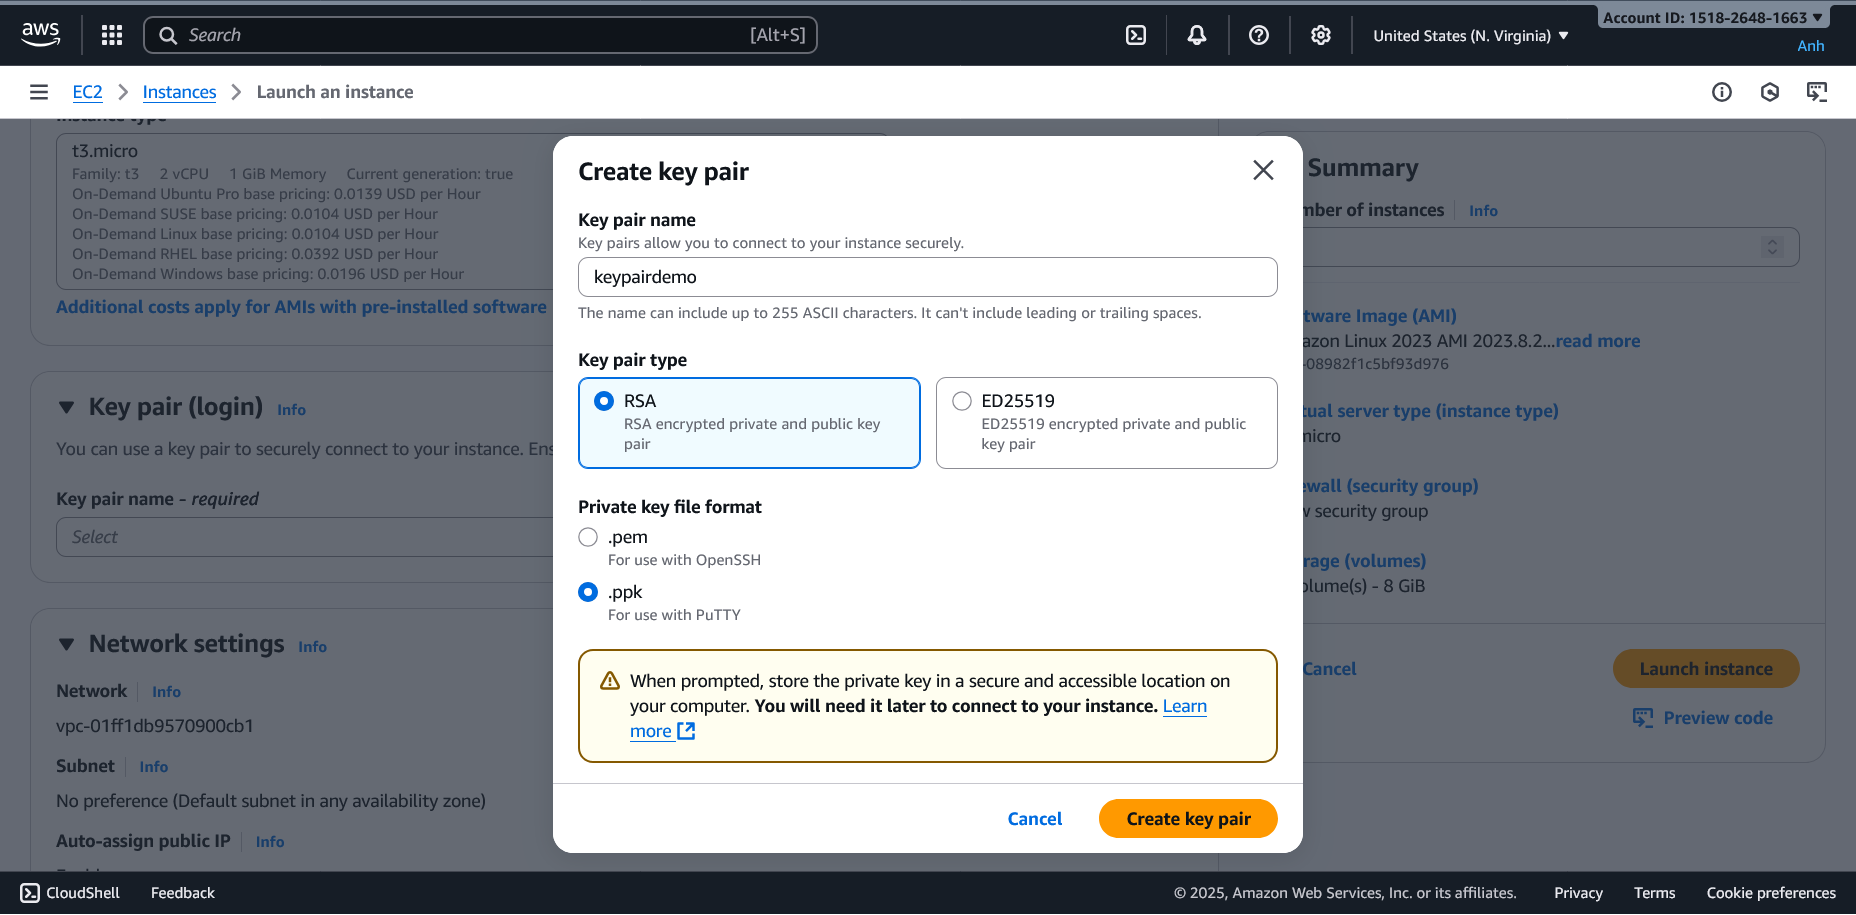 aws
Search [Alt+S]
United States (N. Virginia)
Account ID: 1518-2648-1663
Anh
EC2 Instances Launch an instance
t3.micro
Family: t3 2 vCPU 1 GiB Memory Current generation: true
On-Demand Ubuntu Pro base pricing: 0.0139 USD per Hour
On-Demand SUSE base pricing: 0.0104 USD per Hour
On-Demand Linux base pricing: 0.0104 USD per Hour
On-Demand RHEL base pricing: 0.0392 USD per Hour
On-Demand Windows base pricing: 0.0196 USD per Hour
Additional costs apply for AMIs with pre-installed software
Key pair (login) Info
You can use a key pair to securely connect to your instance. Ens
Key pair name - required
Select
Network settings Info
Network Info
vpc-01ff1db9570900cb1
Subnet Info
No preference (Default subnet in any availability zone)
Auto-assign public IP Info
Create key pair
Key pair name
Key pairs allow you to connect to your instance securely.
keypairdemo
The name can include up to 255 ASCII characters. It can't include leading or trailing spaces.
Key pair type
RSA
RSA encrypted private and public key
pair
ED25519
ED25519 encrypted private and public
key pair
Private key file format
.pem
For use with OpenSSH
.ppk
For use with PuTTY
When prompted, store the private key in a secure and accessible location on
your computer. You will need it later to connect to your instance. Learn
more
Cancel Create key pair
Summary
mber of instances Info
tware Image (AMI)
azon Linux 2023 AMI 2023.8.2...read more
-08982f1c5bf93d976
tual server type (instance type)
micro
ewall (security group)
w security group
rage (volumes)
olume(s) - 8 GiB
Cancel Launch instance
Preview code
CloudShell Feedback © 2025, Amazon Web Services, Inc. or its affiliates. Privacy Terms Cookie preferences